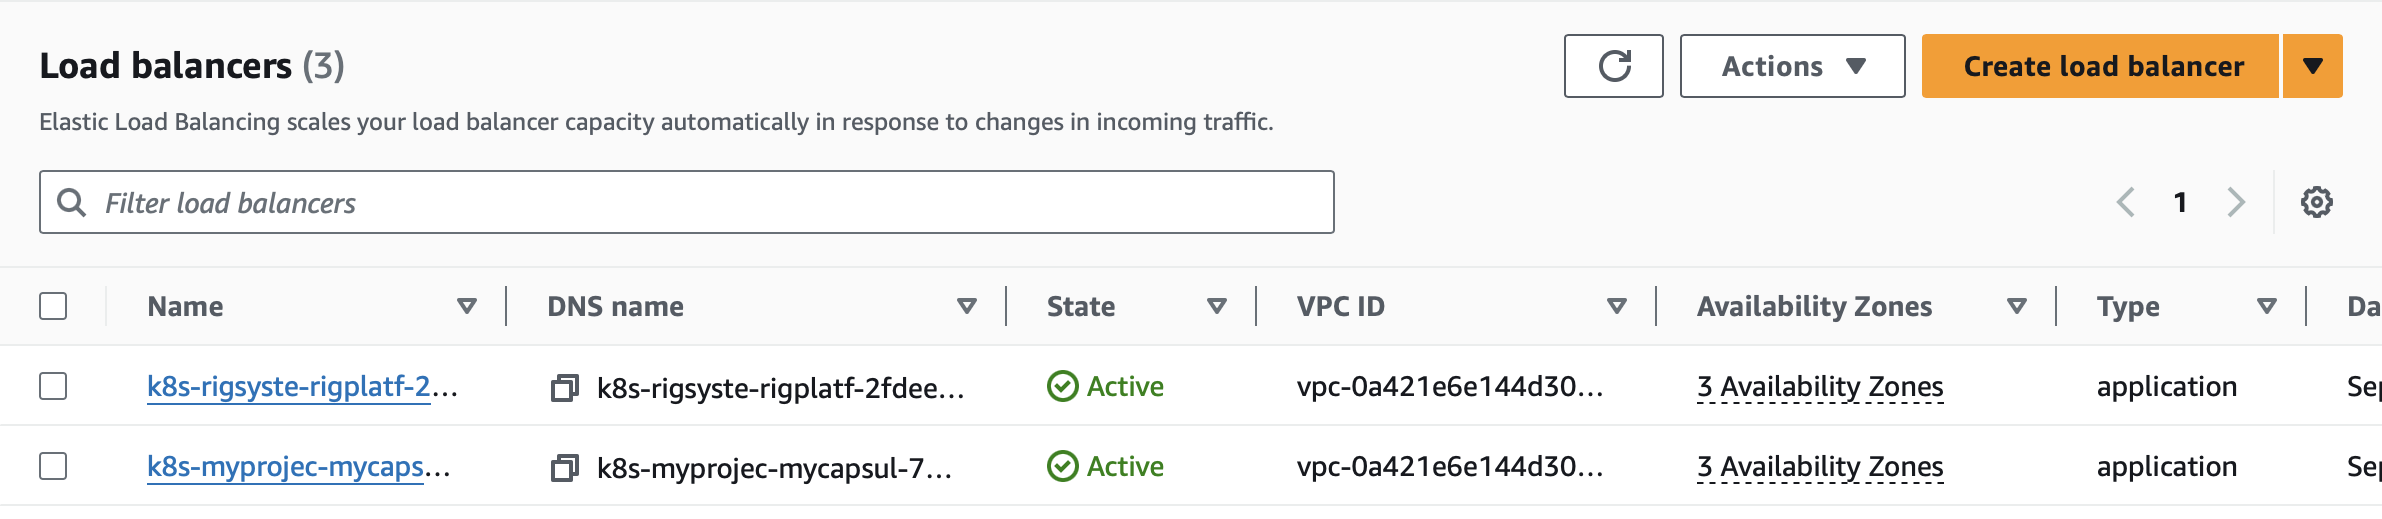 Load balancers (3)
Actions
Create load balancer
Elastic Load Balancing scales your load balancer capacity automatically in response to changes in incoming traffic.
Filter load balancers
1
Name DNS name State VPC ID Availability Zones Type Da
k8s-rigsyste-rigplatf-2... k8s-rigsyste-rigplatf-2fdee... Active vpc-0a421e6e144d30... 3 Availability Zones application Sep
k8s-myprojec-mycaps... k8s-myprojec-mycapsul-7... Active vpc-0a421e6e144d30... 3 Availability Zones application Sep